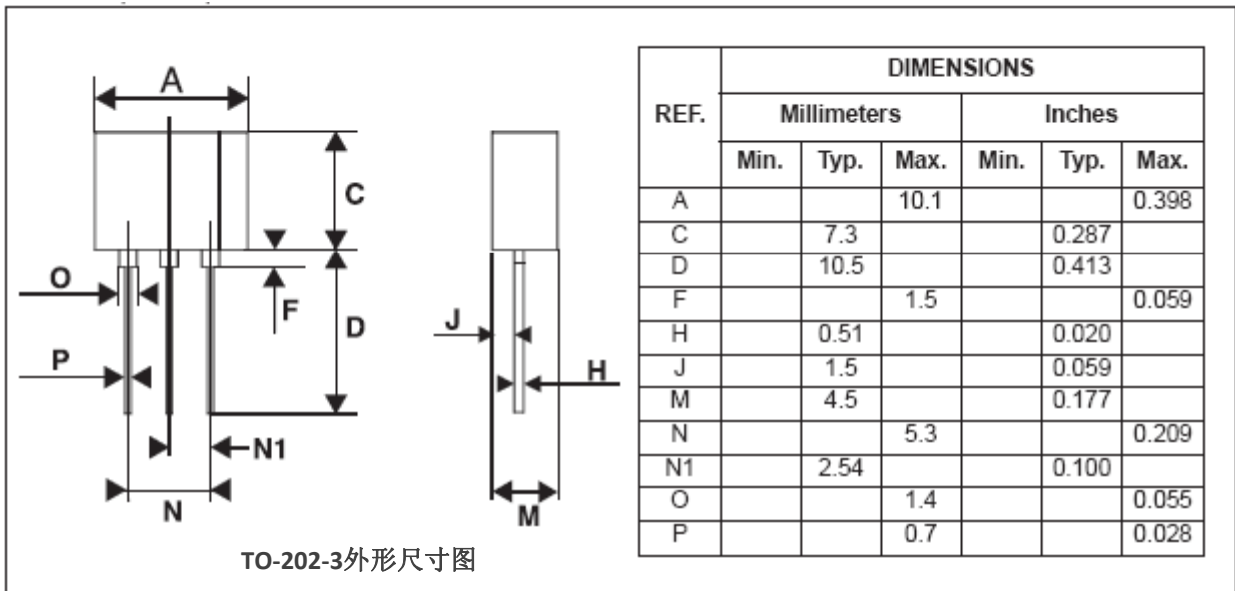 A
C
O
F
D
P
N1
N
J
H
M
TO-202-3外形尺寸图
REF. DIMENSIONS
Millimeters Inches
Min. Typ. Max. Min. Typ. Max.
A 10.1 0.398
C 7.3 0.287
D 10.5 0.413
F 1.5 0.059
H 0.51 0.020
J 1.5 0.059
M 4.5 0.177
N 5.3 0.209
N1 2.54 0.100
O 1.4 0.055
P 0.7 0.028